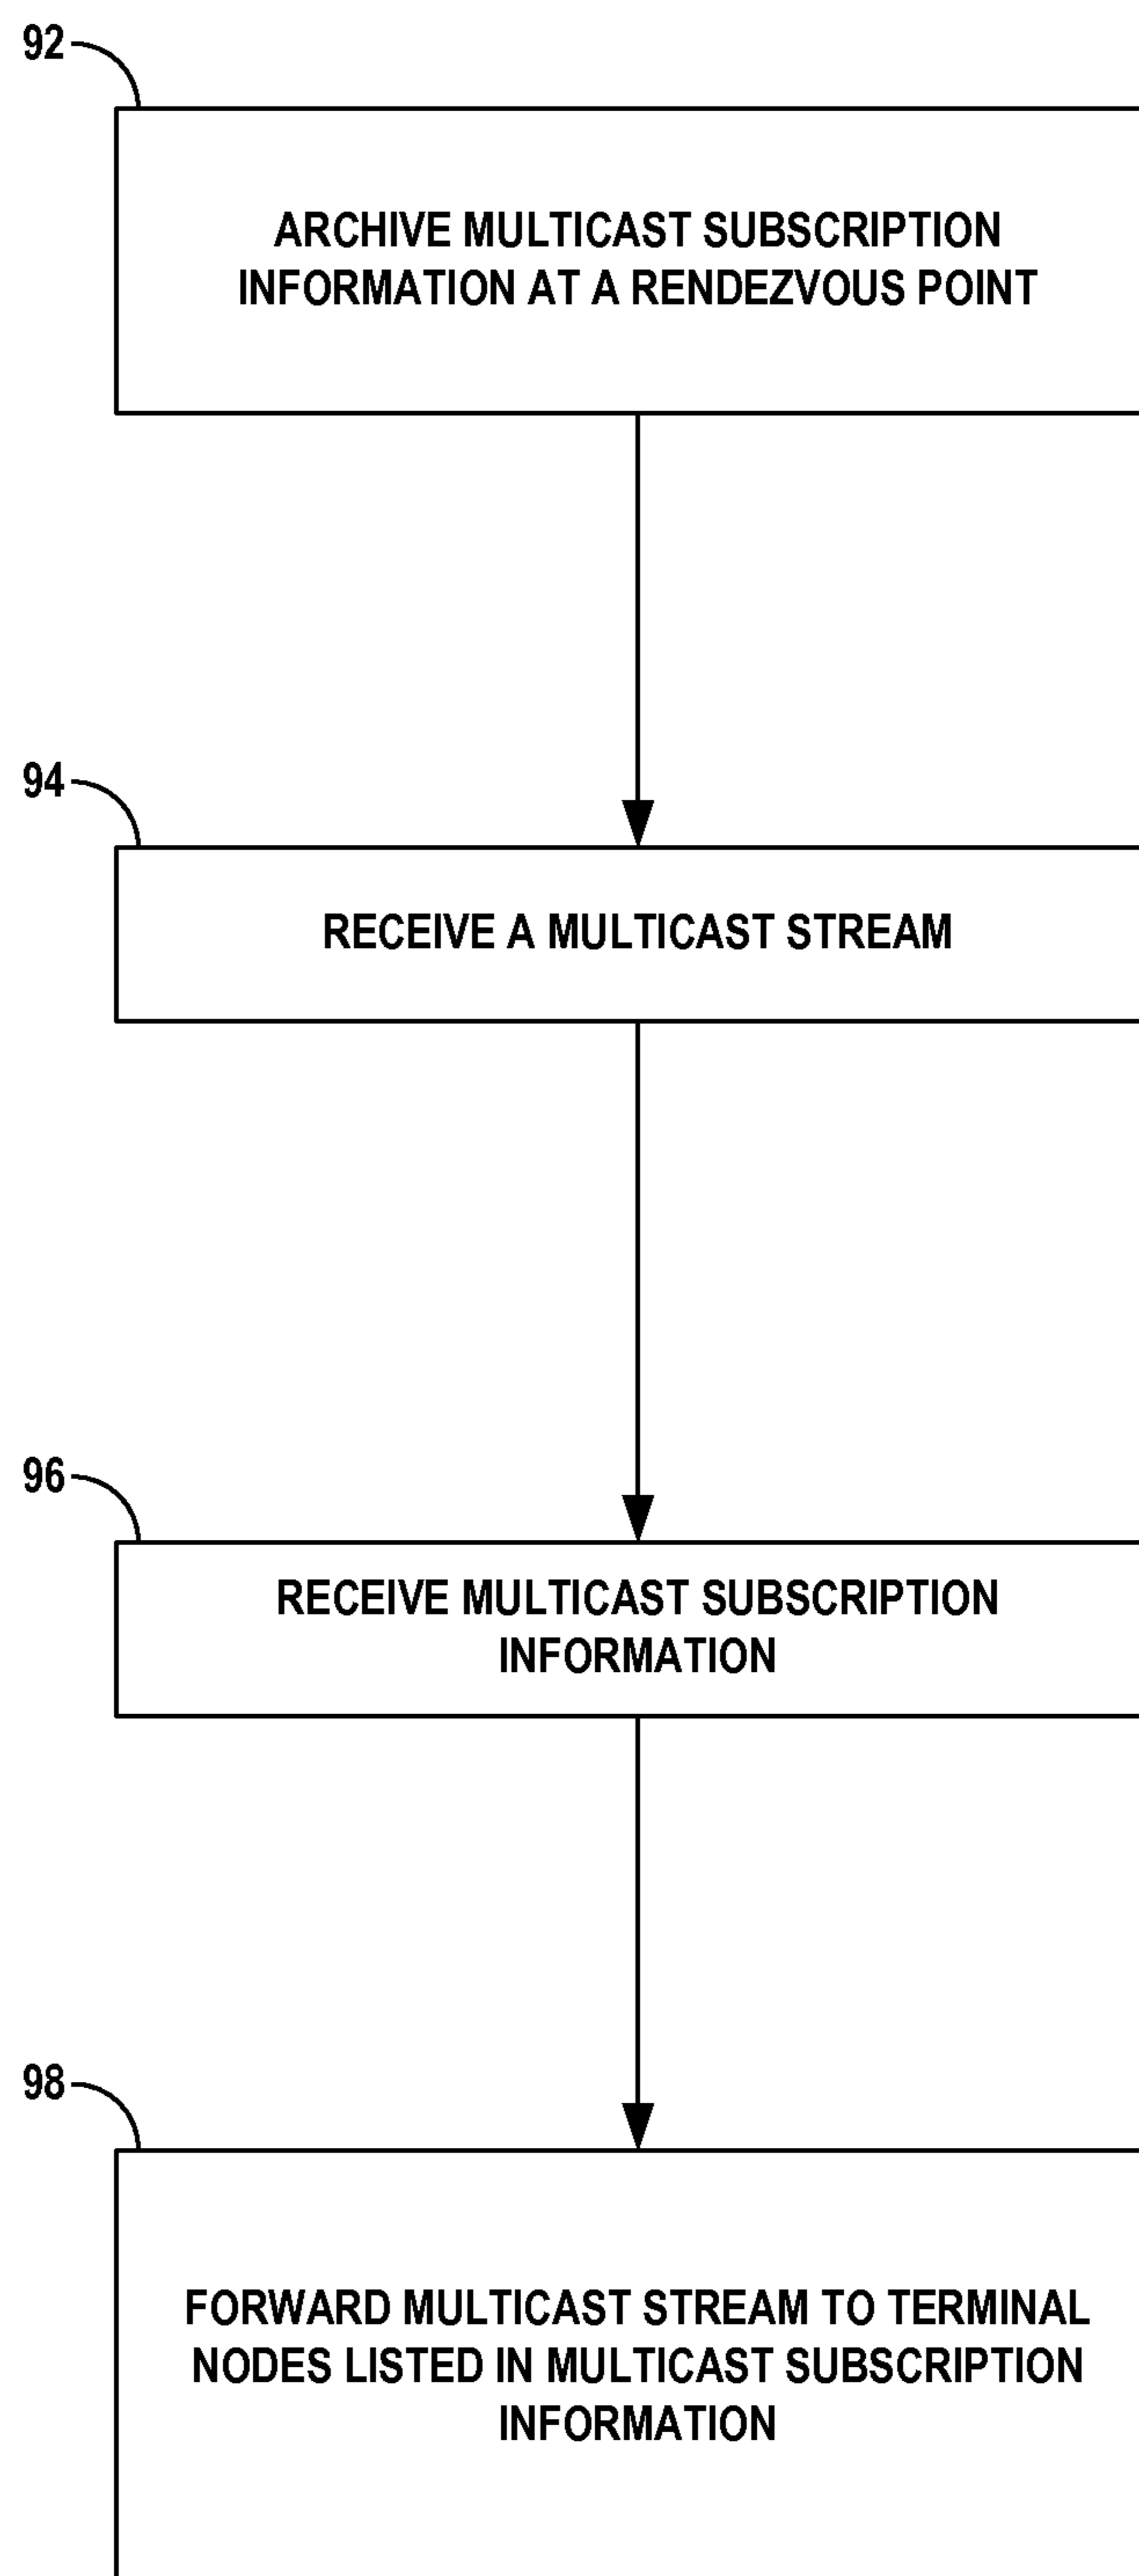 92
ARCHIVE MULTICAST SUBSCRIPTION
INFORMATION AT A RENDEZVOUS POINT
94
RECEIVE A MULTICAST STREAM
96
RECEIVE MULTICAST SUBSCRIPTION
INFORMATION
98
FORWARD MULTICAST STREAM TO TERMINAL
NODES LISTED IN MULTICAST SUBSCRIPTION
INFORMATION